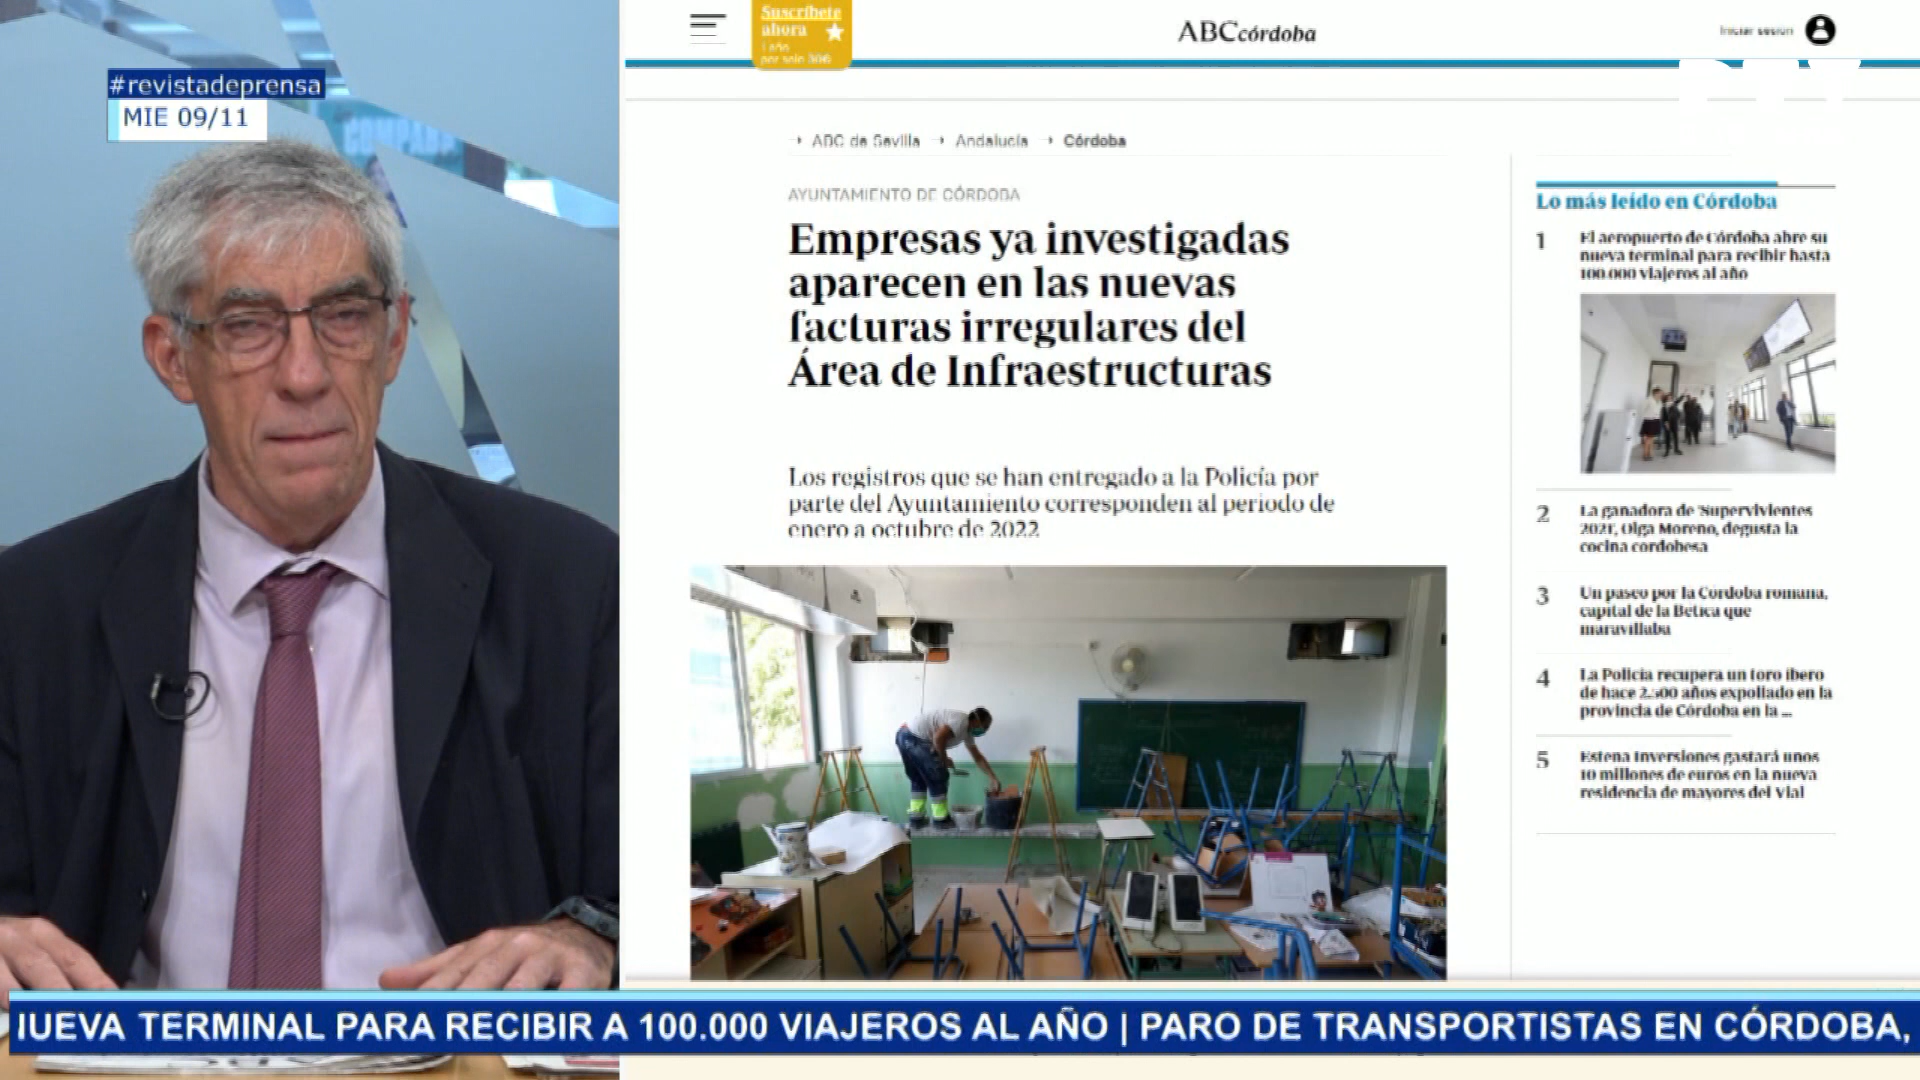 #revistadeprensa
MIE 09/11
Suscríbete
ahora
1 año
por solo 30€
ABCcórdoba
Iniciar sesión
→ ABC de Sevilla → Andalucía → Córdoba
AYUNTAMIENTO DE CÓRDOBA
Empresas ya investigadas
aparecen en las nuevas
facturas irregulares del
Área de Infraestructuras
Los registros que se han entregado a la Policía por
parte del Ayuntamiento corresponden al periodo de
enero a octubre de 2022
Lo más leído en Córdoba
1 El aeropuerto de Córdoba abre su
nueva terminal para recibir hasta
100.000 viajeros al año
2 La ganadora de 'Supervivientes
2021', Olga Moreno, degusta la
cocina cordobesa
3 Un paseo por la Córdoba romana,
capital de la Bética que
maravillaba
4 La Policía recupera un toro íbero
de hace 2.500 años expoliado en la
provincia de Córdoba en la ...
5 Estena Inversiones gastará unos
10 millones de euros en la nueva
residencia de mayores del Vial
NUEVA TERMINAL PARA RECIBIR A 100.000 VIAJEROS AL AÑO | PARO DE TRANSPORTISTAS EN CÓRDOBA,